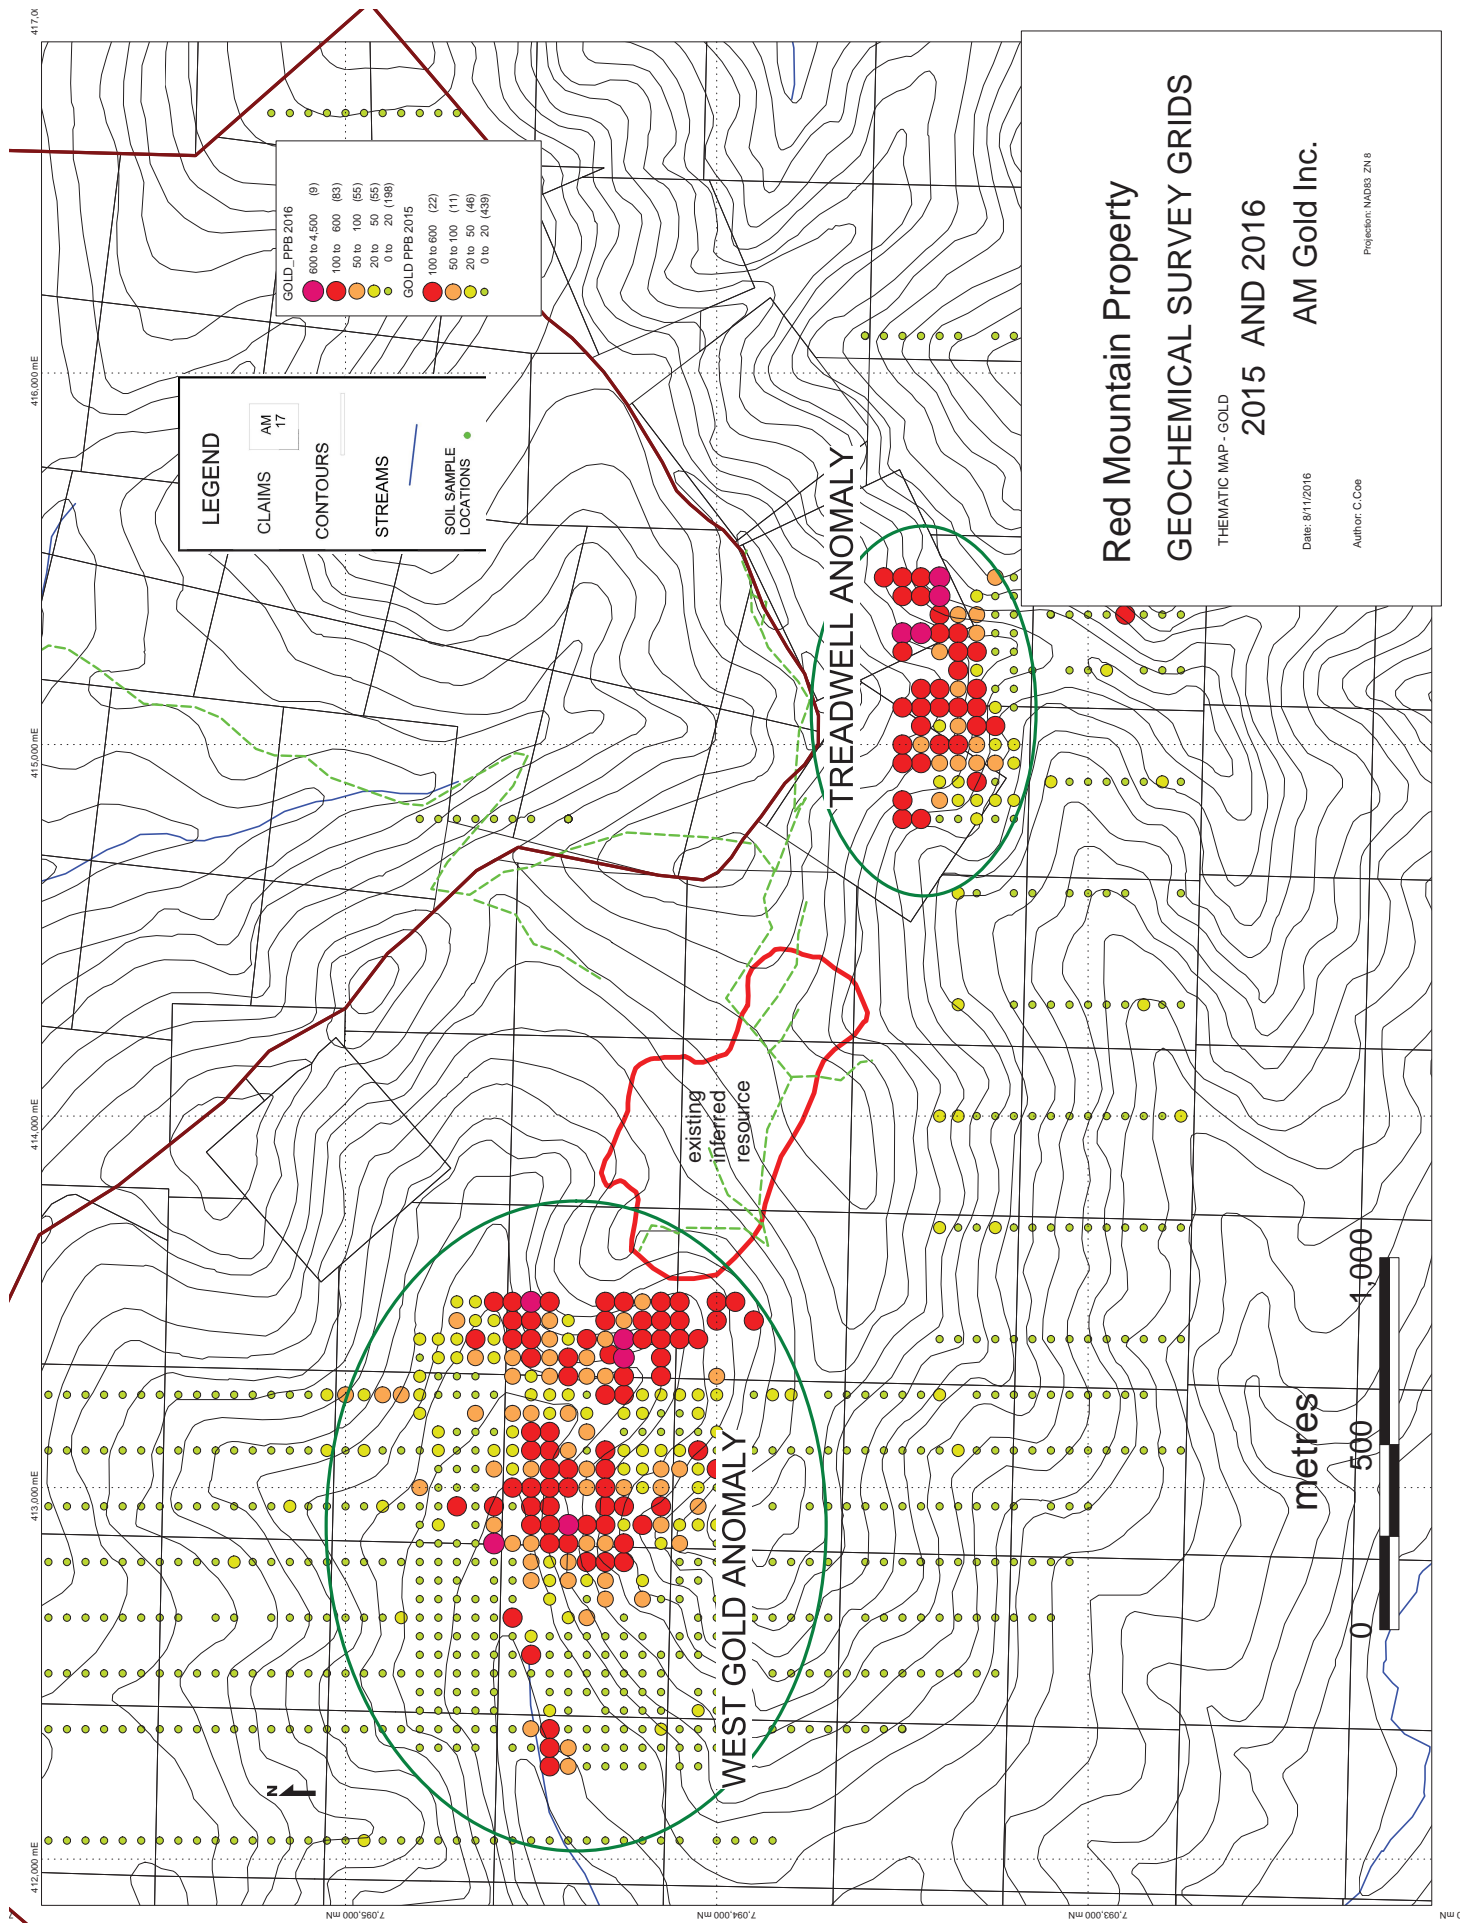 412,000 mE
413,000 mE
414,000 mE
415,000 mE
416,000 mE
7,095,000 mN
7,094,000 mN
7,093,000 mN
N
LEGEND
CLAIMS
AM
17
CONTOURS
STREAMS
SOIL SAMPLE
LOCATIONS
GOLD_PPB 2016
600 to 4,500 (9)
100 to 600 (83)
50 to 100 (55)
20 to 50 (55)
0 to 20 (198)
GOLD PPB 2015
100 to 600 (22)
50 to 100 (11)
20 to 50 (46)
0 to 20 (439)
existing
inferred
resource
WEST GOLD ANOMALY
TREADWELL ANOMALY
metres
0 500 1,000
Red Mountain Property
GEOCHEMICAL SURVEY GRIDS
THEMATIC MAP - GOLD
2015 AND 2016
AM Gold Inc.
Date: 8/11/2016
Author: C.Coe
Projection: NAD83 ZN 8